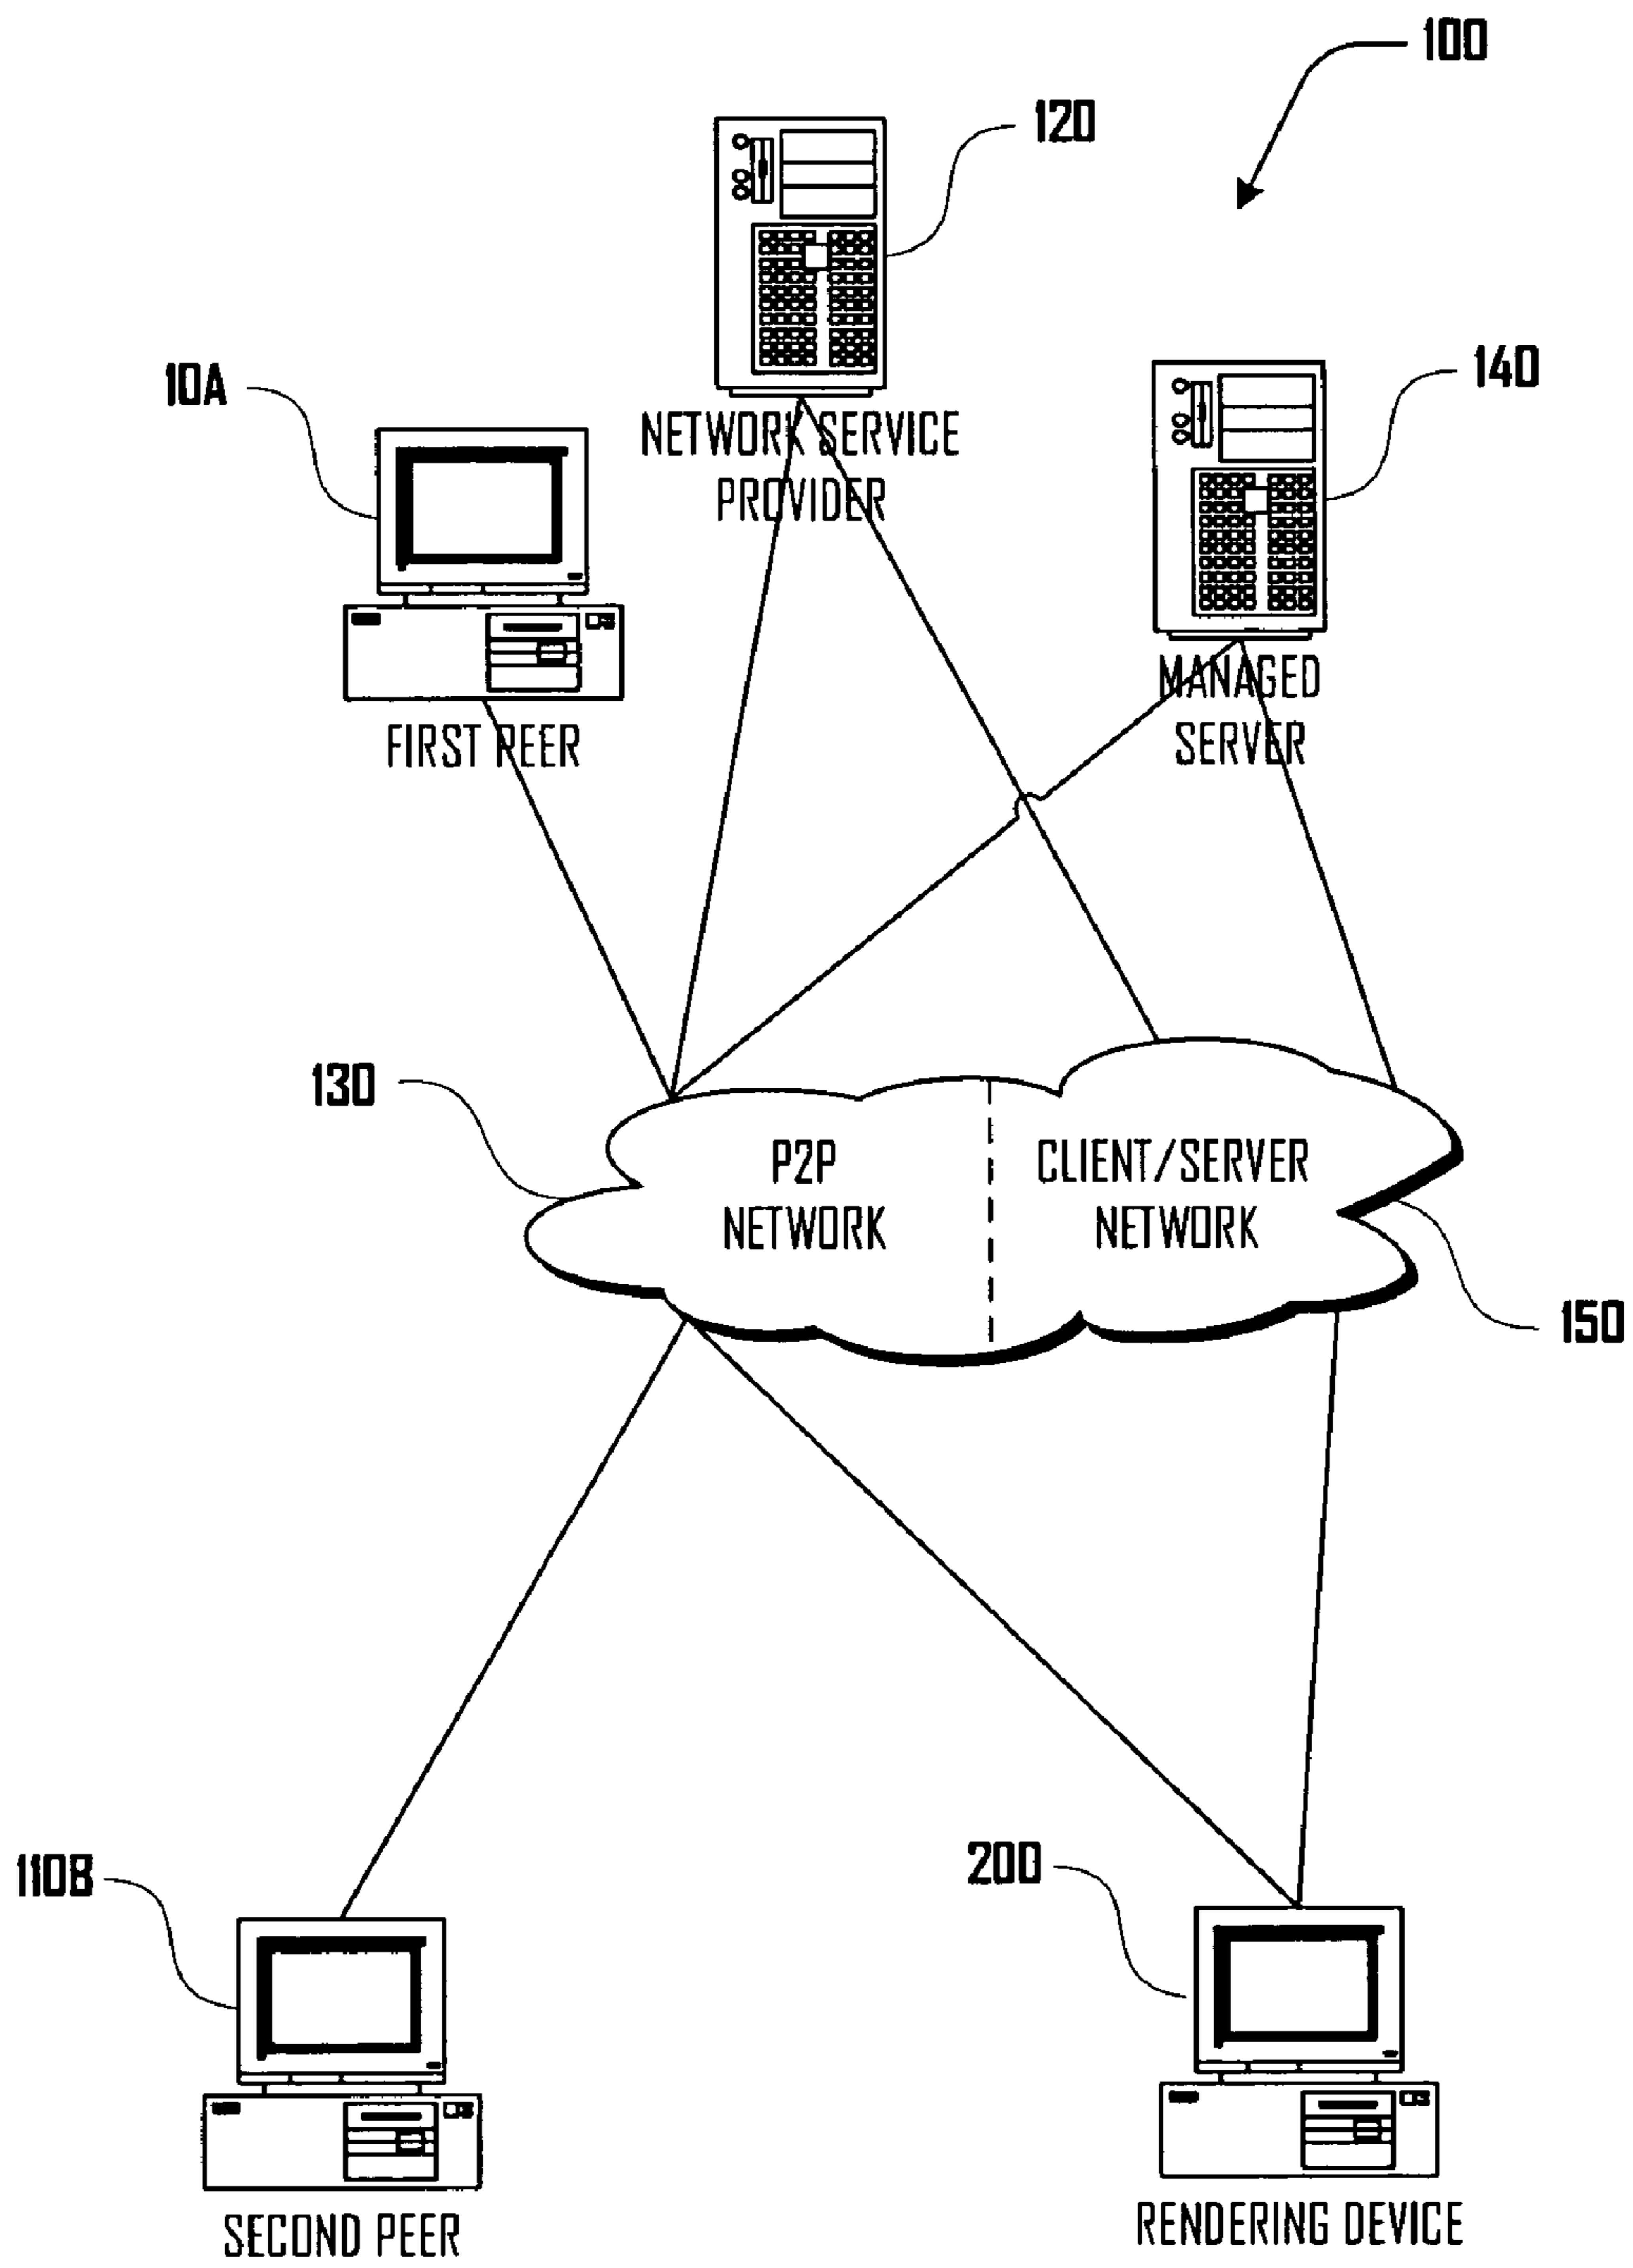 100
120
NETWORK SERVICE
PROVIDER
140
MANAGED
SERVER
10A
FIRST PEER
130
P2P
NETWORK
CLIENT/SERVER
NETWORK
150
110B
SECOND PEER
200
RENDERING DEVICE